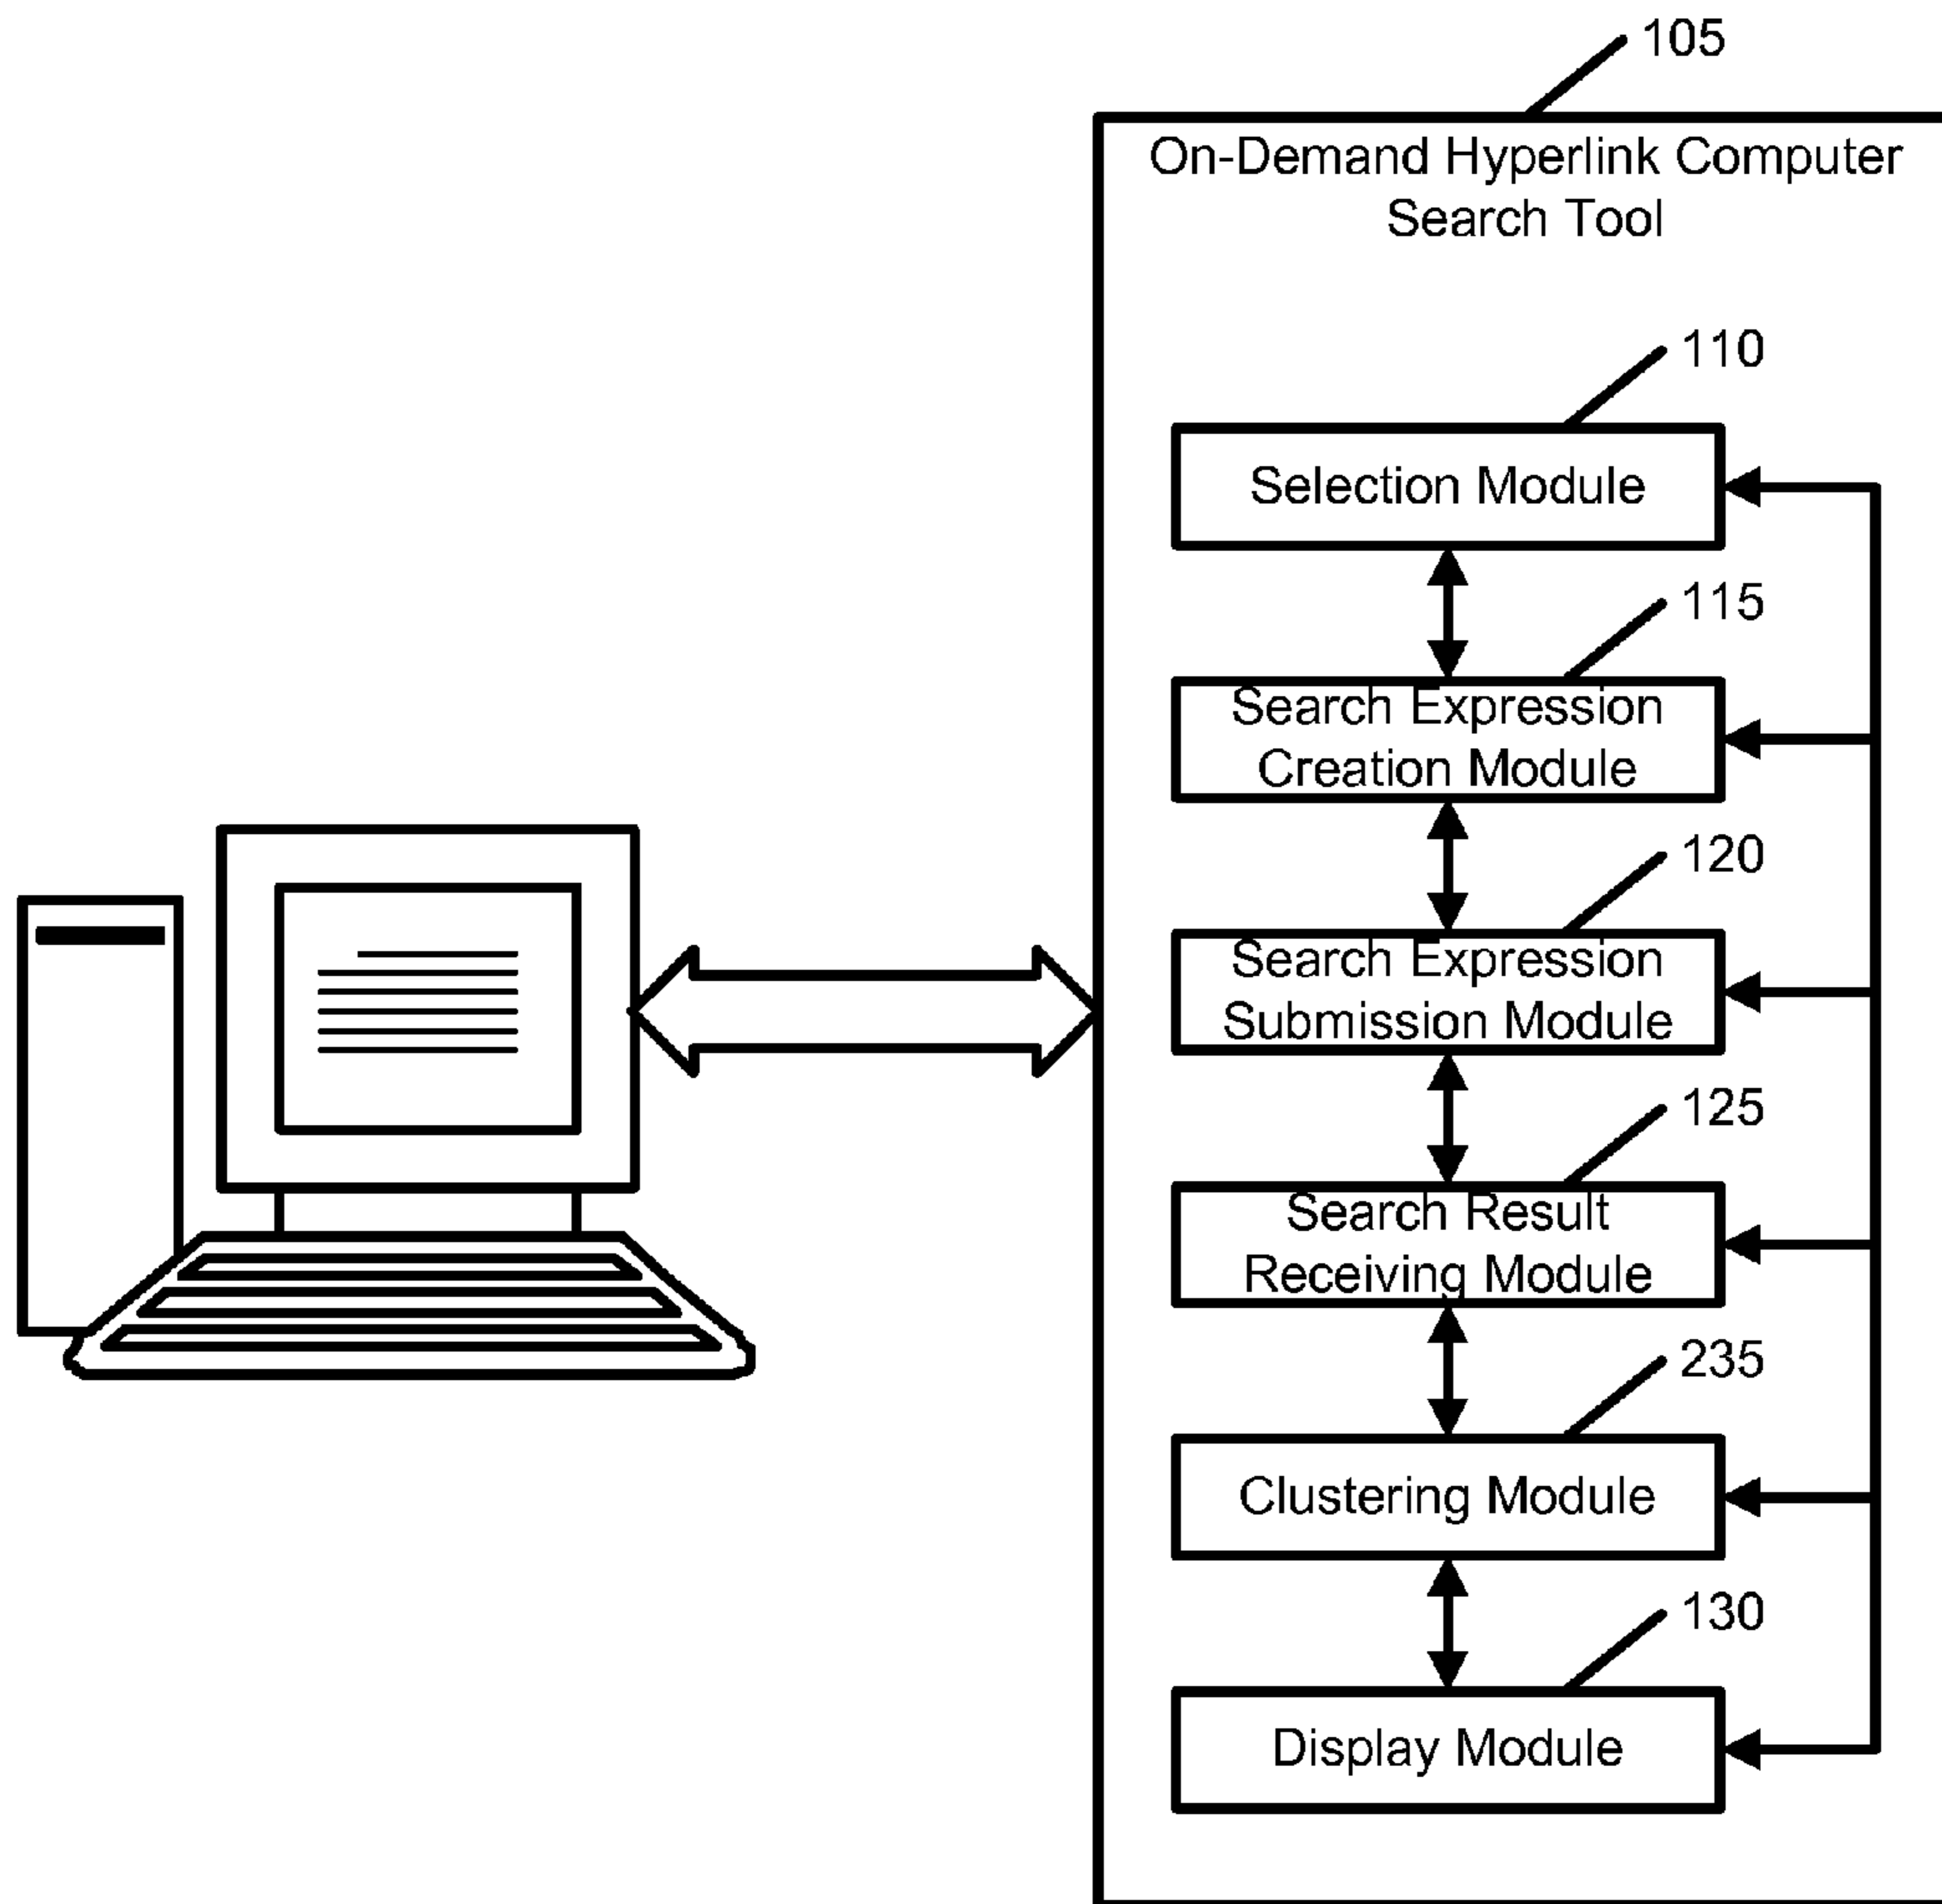 105
On-Demand Hyperlink Computer
Search Tool
110
Selection Module
115
Search Expression
Creation Module
120
Search Expression
Submission Module
125
Search Result
Receiving Module
235
Clustering Module
130
Display Module